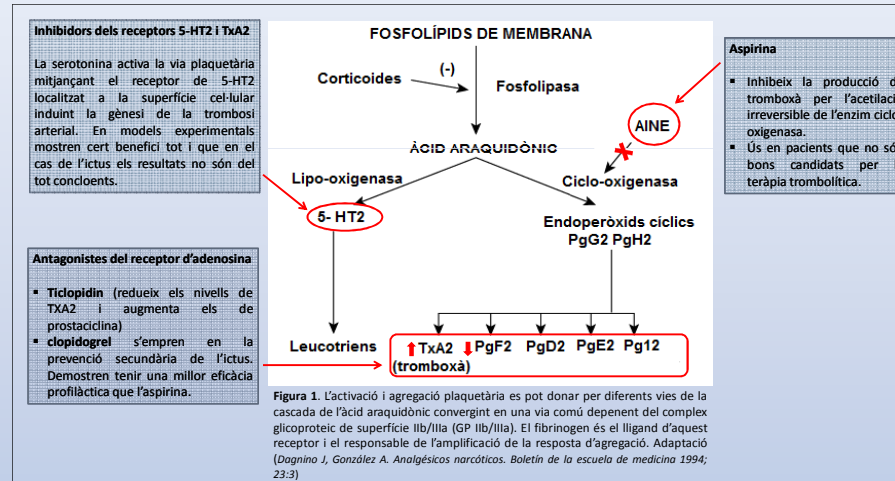 Inhibidors dels receptors 5-HT2 i TxA2
La serotonina activa la via plaquetària
mitjançant el receptor de 5-HT2
localitzat a la superfície cel·lular
induint la gènesi de la trombosi
arterial. En models experimentals
mostren cert benefici tot i que en el
cas de l'ictus els resultats no són del
tot concloents.
Antagonistes del receptor d'adenosina
▪ Ticlopidin (redueix els nivells de
TXA2 i augmenta els de
prostaciclina)
▪ clopidogrel s'empren en la
prevenció secundària de l'ictus.
Demostren tenir una millor eficàcia
profilàctica que l'aspirina.
FOSFOLÍPIDS DE MEMBRANA
(-)
Corticoides
Fosfolipasa
AINE
ÀCID ARAQUIDÒNIC
Lipo-oxigenasa
Ciclo-oxigenasa
5- HT2
Endoperòxids cíclics
PgG2 PgH2
Leucotriens
TxA2 PgF2 PgD2 PgE2 Pg12
(tromboxà)
Figura 1. L'activació i agregació plaquetària es pot donar per diferents vies de la
cascada de l'àcid araquidònic convergint en una via comú depenent del complex
glicoproteic de superfície IIb/IIIa (GP IIb/IIIa). El fibrinogen és el lligand d'aquest
receptor i el responsable de l'amplificació de la resposta d'agregació. Adaptació
(Dagnino J, González A. Analgésicos narcóticos. Boletín de la escuela de medicina 1994;
23:3)
Aspirina
▪ Inhibeix la producció d
tromboxà per l'acetilaci
irreversible de l'enzim ciclo
oxigenasa.
▪ Ús en pacients que no só
bons candidats per
teràpia trombolítica.